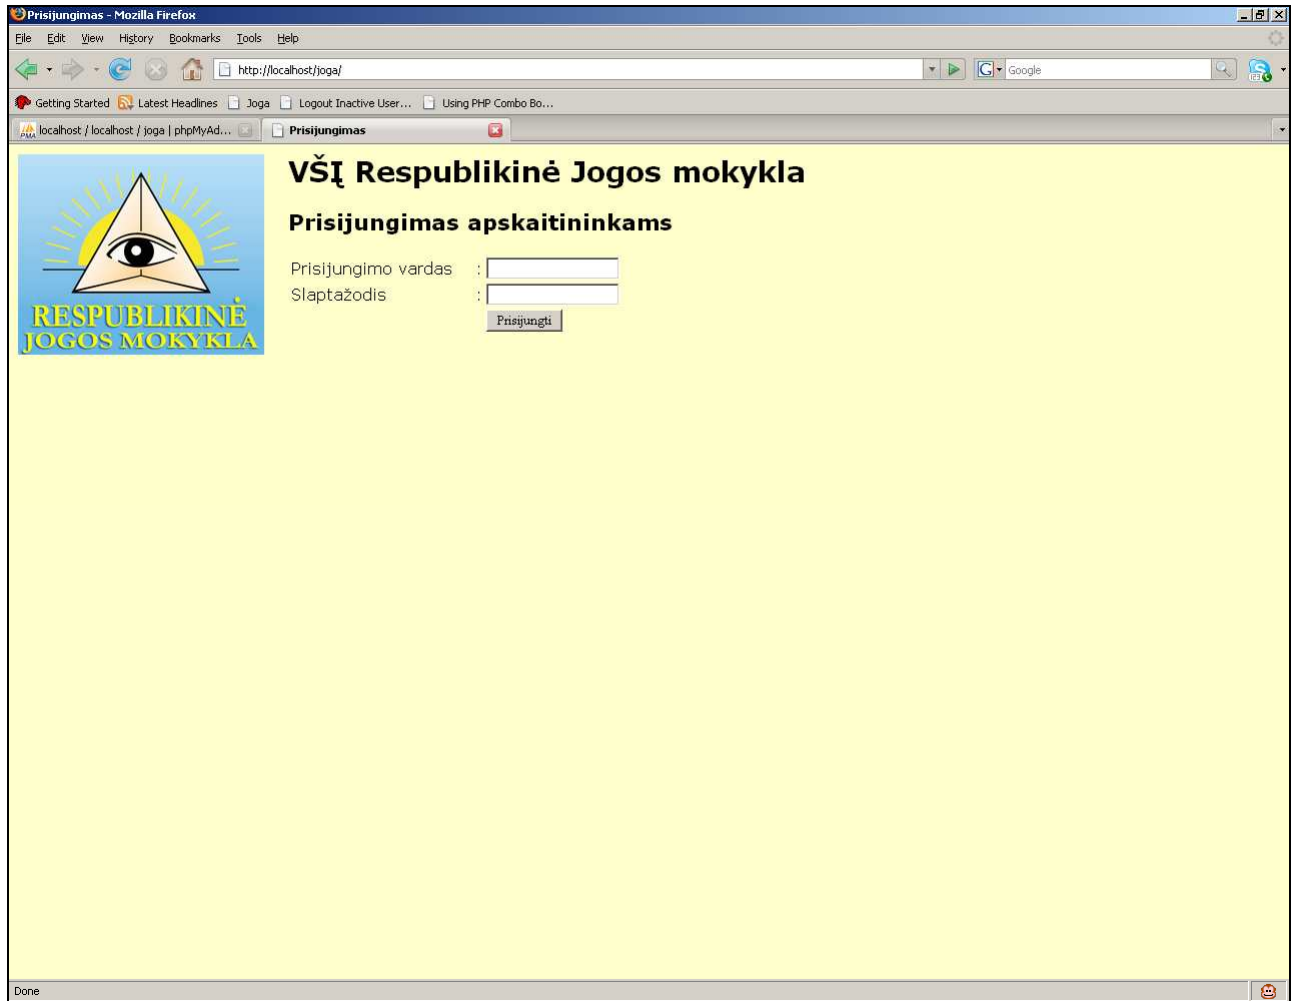 Prisijungimas - Mozilla Firefox
File Edit View History Bookmarks Tools Help
http://localhost/joga/
G Google
Getting Started Latest Headlines Joga Logout Inactive User... Using PHP Combo Bo...
PMA localhost / localhost / joga | phpMyAd... Prisijungimas
VŠĮ Respublikinė Jogos mokykla
Prisijungimas apskaitininkams
Prisijungimo vardas :
Slaptažodis :
Prisijungti
RESPUBLIKINĖ
JOGOS MOKYKLA
Done